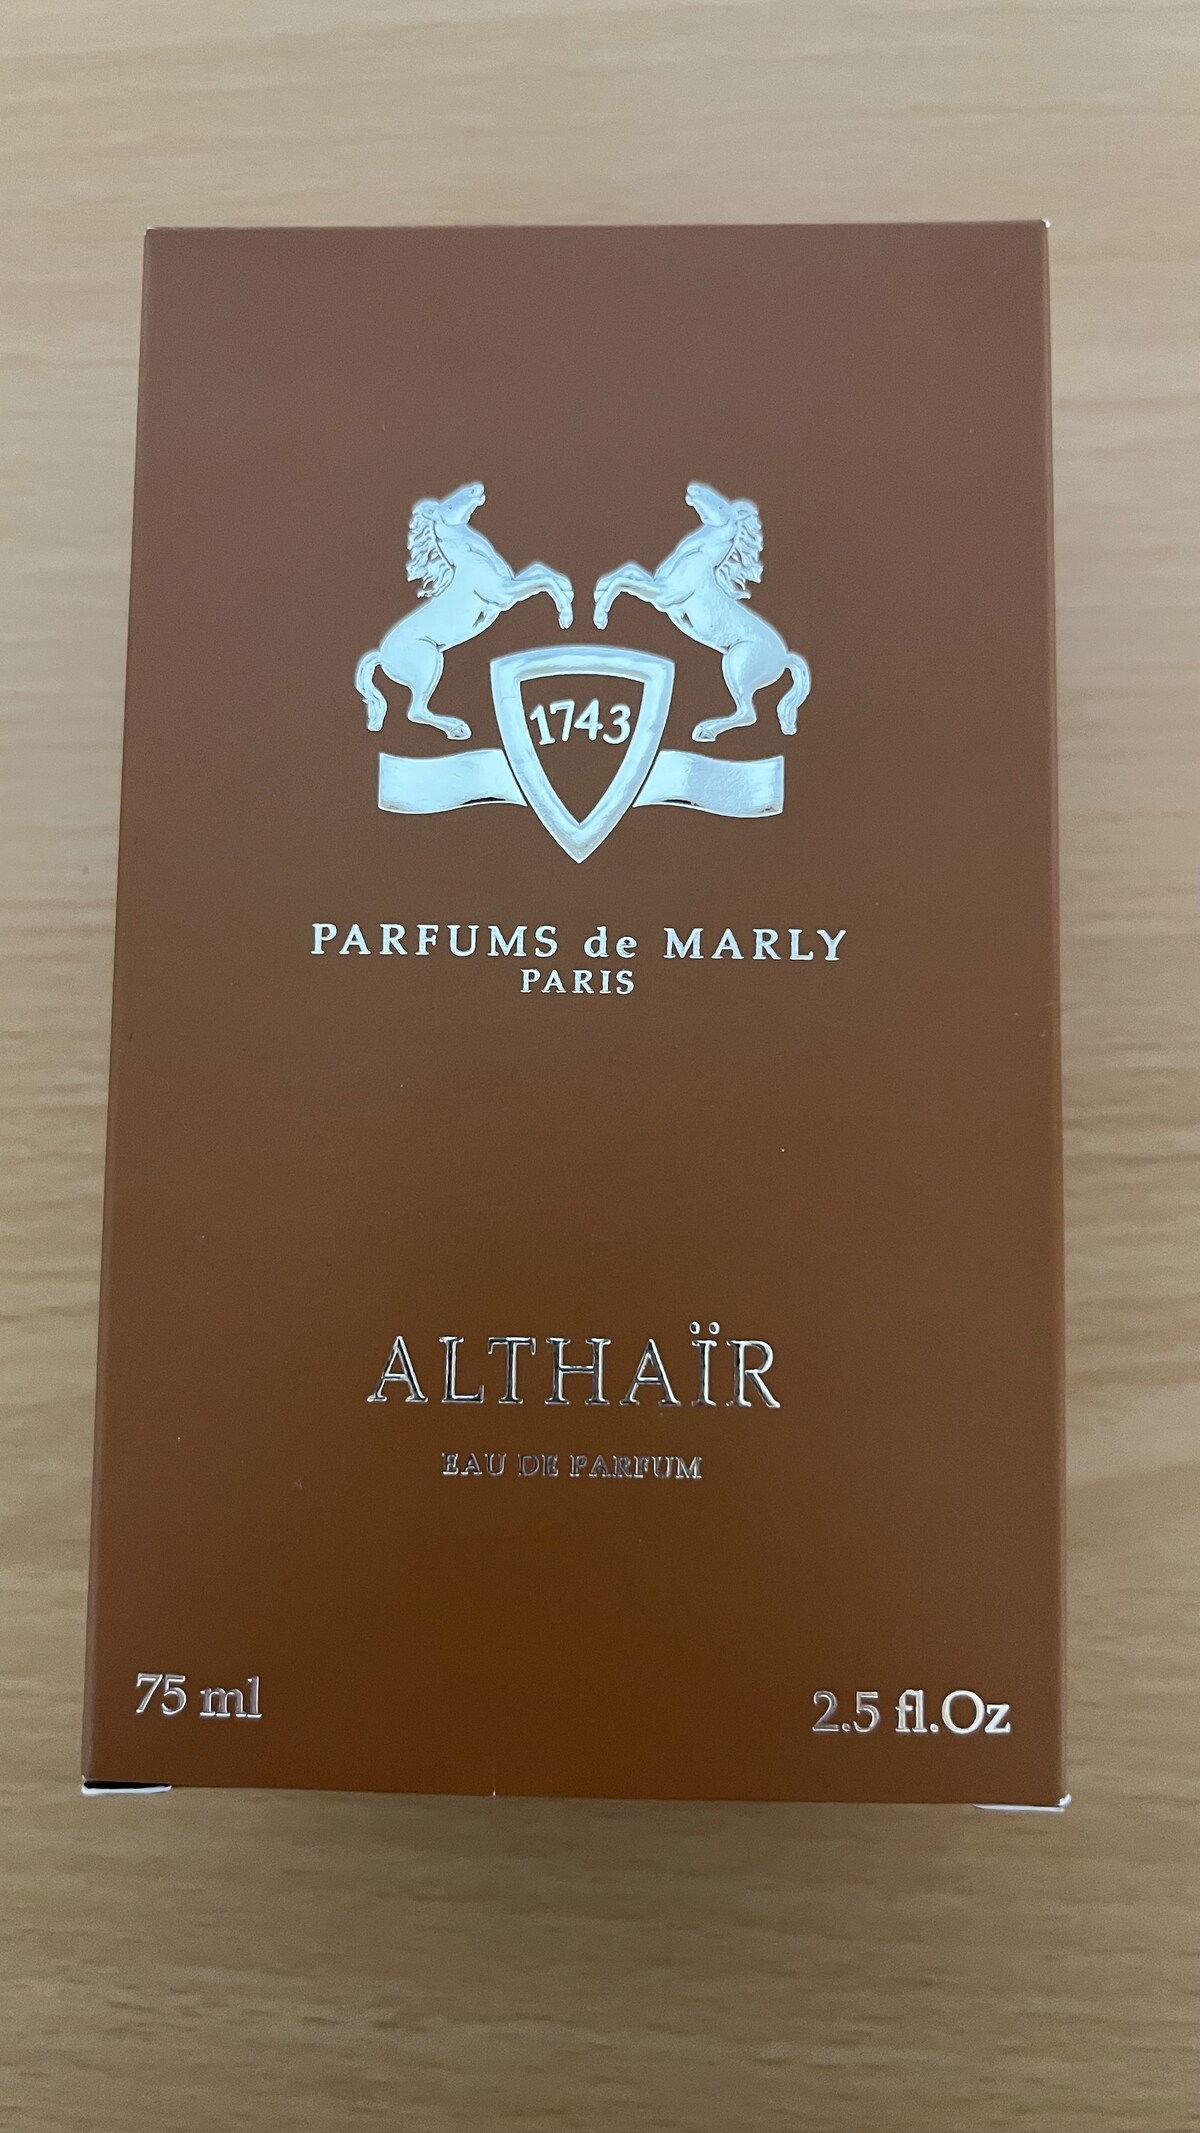 1743
PARFUMS de MARLY
PARIS
ALTHAÏR
EAU DE PARFUM
75 ml
2.5 fl.Oz